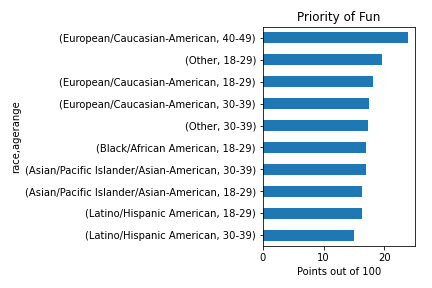 Priority of Fun
race,agerange
(European/Caucasian-American, 40-49)
(Other, 18-29)
(European/Caucasian-American, 18-29)
(European/Caucasian-American, 30-39)
(Other, 30-39)
(Black/African American, 18-29)
(Asian/Pacific Islander/Asian-American, 30-39)
(Asian/Pacific Islander/Asian-American, 18-29)
(Latino/Hispanic American, 18-29)
(Latino/Hispanic American, 30-39)
0 10 20
Points out of 100